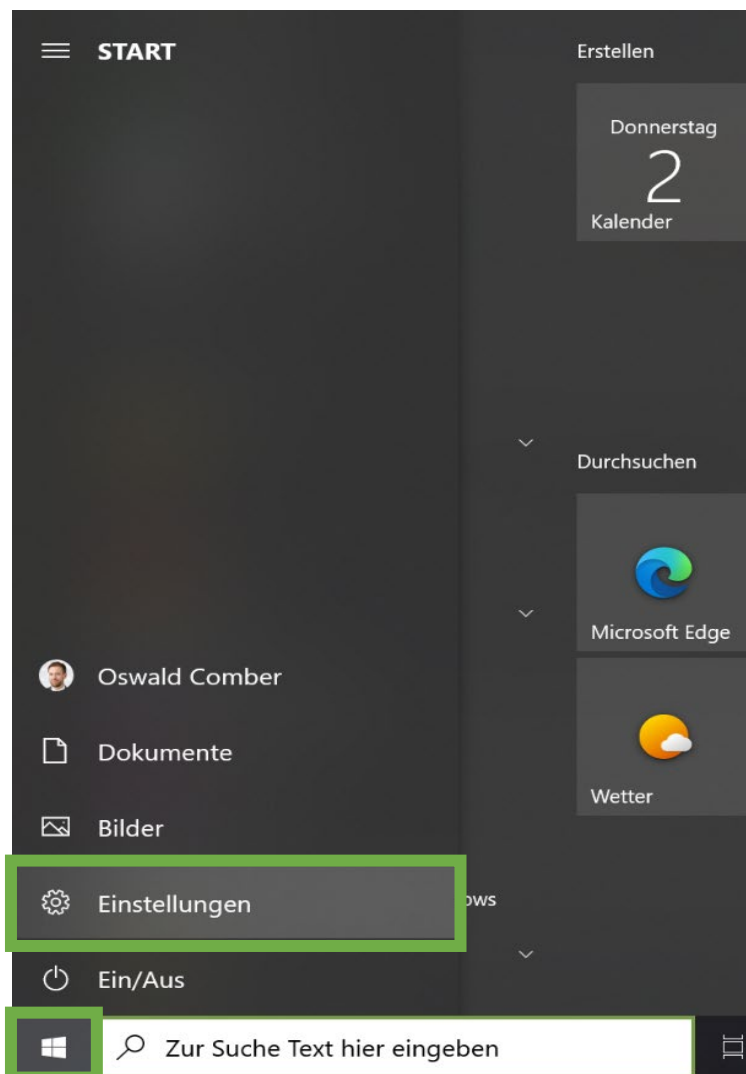 START
Erstellen
Donnerstag
2
Kalender
Durchsuchen
Microsoft Edge
Oswald Comber
Dokumente
Wetter
Bilder
Einstellungen
ows
Ein/Aus
Zur Suche Text hier eingeben